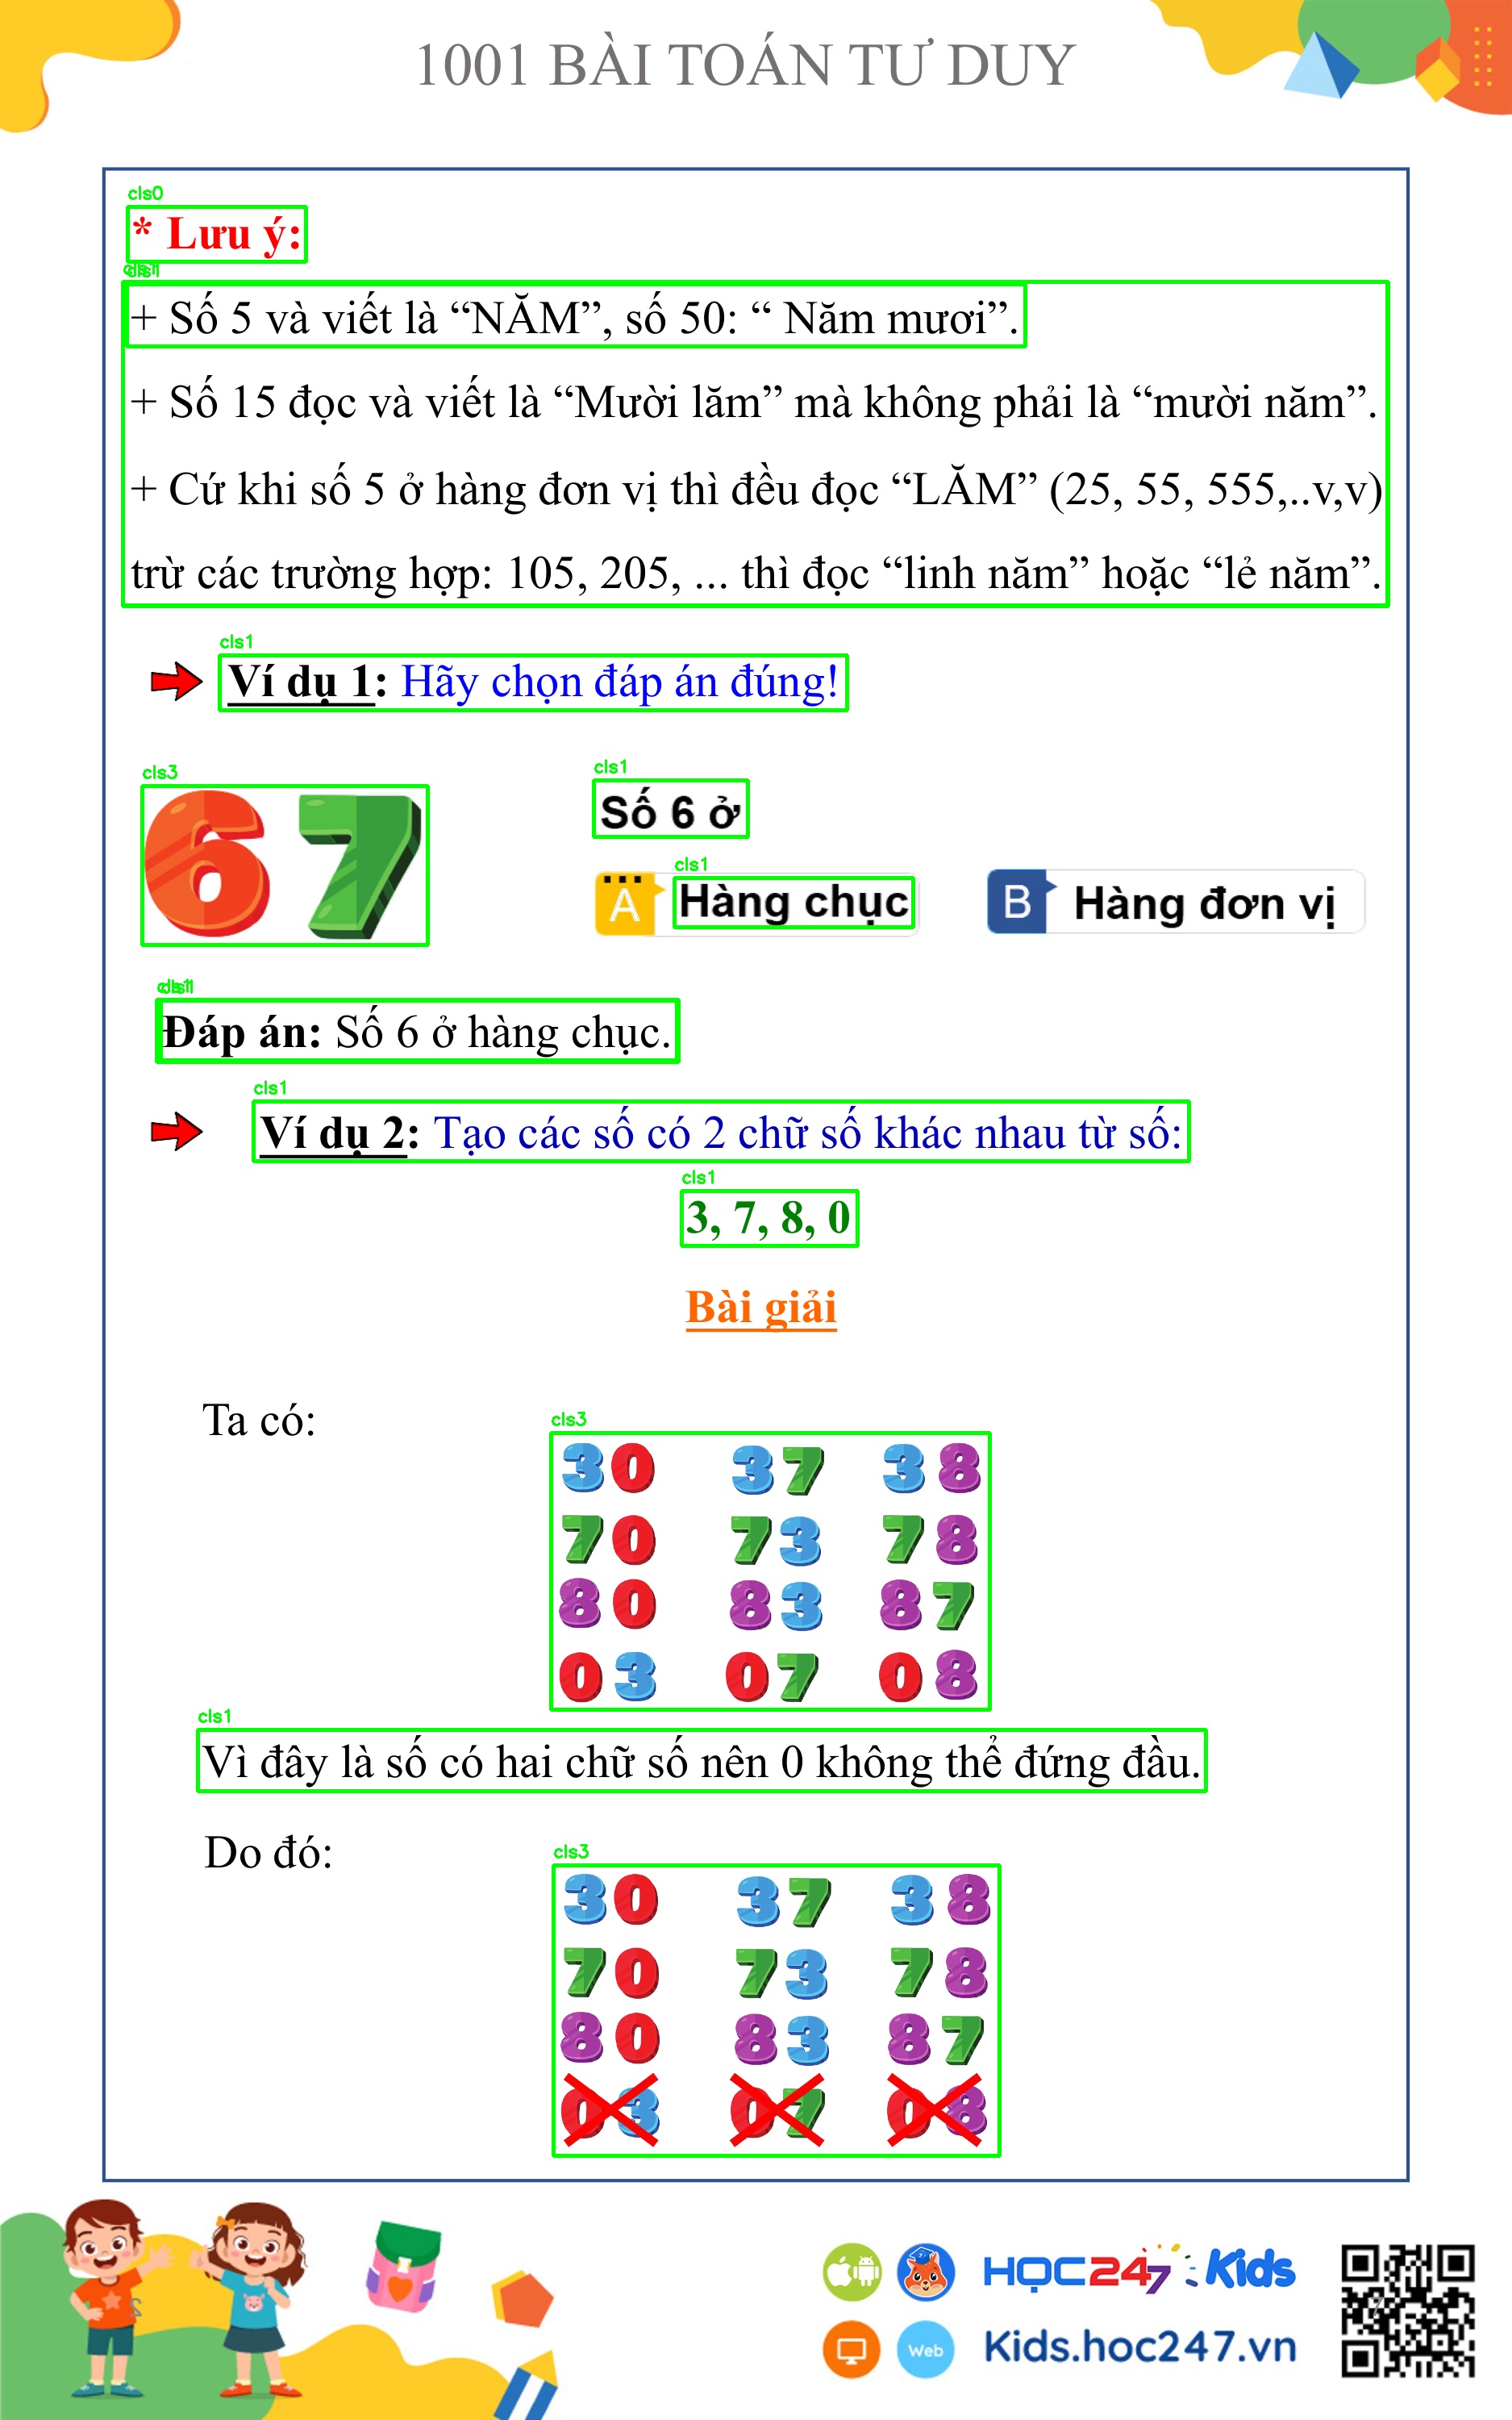 1001 BÀI TOÁN TƯ DUY
cls0
* Lưu ý:
cls1
+ Số 5 và viết là “NĂM”, số 50: “ Năm mươi”.
+ Số 15 đọc và viết là “Mười lăm” mà không phải là “mười năm”.
+ Cứ khi số 5 ở hàng đơn vị thì đều đọc “LĂM” (25, 55, 555,..v,v)
trừ các trường hợp: 105, 205, ... thì đọc “linh năm” hoặc “lẻ năm”.
cls1
Ví dụ 1: Hãy chọn đáp án đúng!
cls3
67
cls1
Số 6 ở
cls1
A Hàng chục
B Hàng đơn vị
cls1
Đáp án: Số 6 ở hàng chục.
cls1
Ví dụ 2: Tạo các số có 2 chữ số khác nhau từ số:
cls1
3, 7, 8, 0
Bài giải
Ta có:
cls3
30 37 38
70 73 78
80 83 87
03 07 08
cls1
Vì đây là số có hai chữ số nên 0 không thể đứng đầu.
Do đó:
cls3
30 37 38
70 73 78
80 83 87
03 07 08
HỌC247 Kids
Web
Kids.hoc247.vn